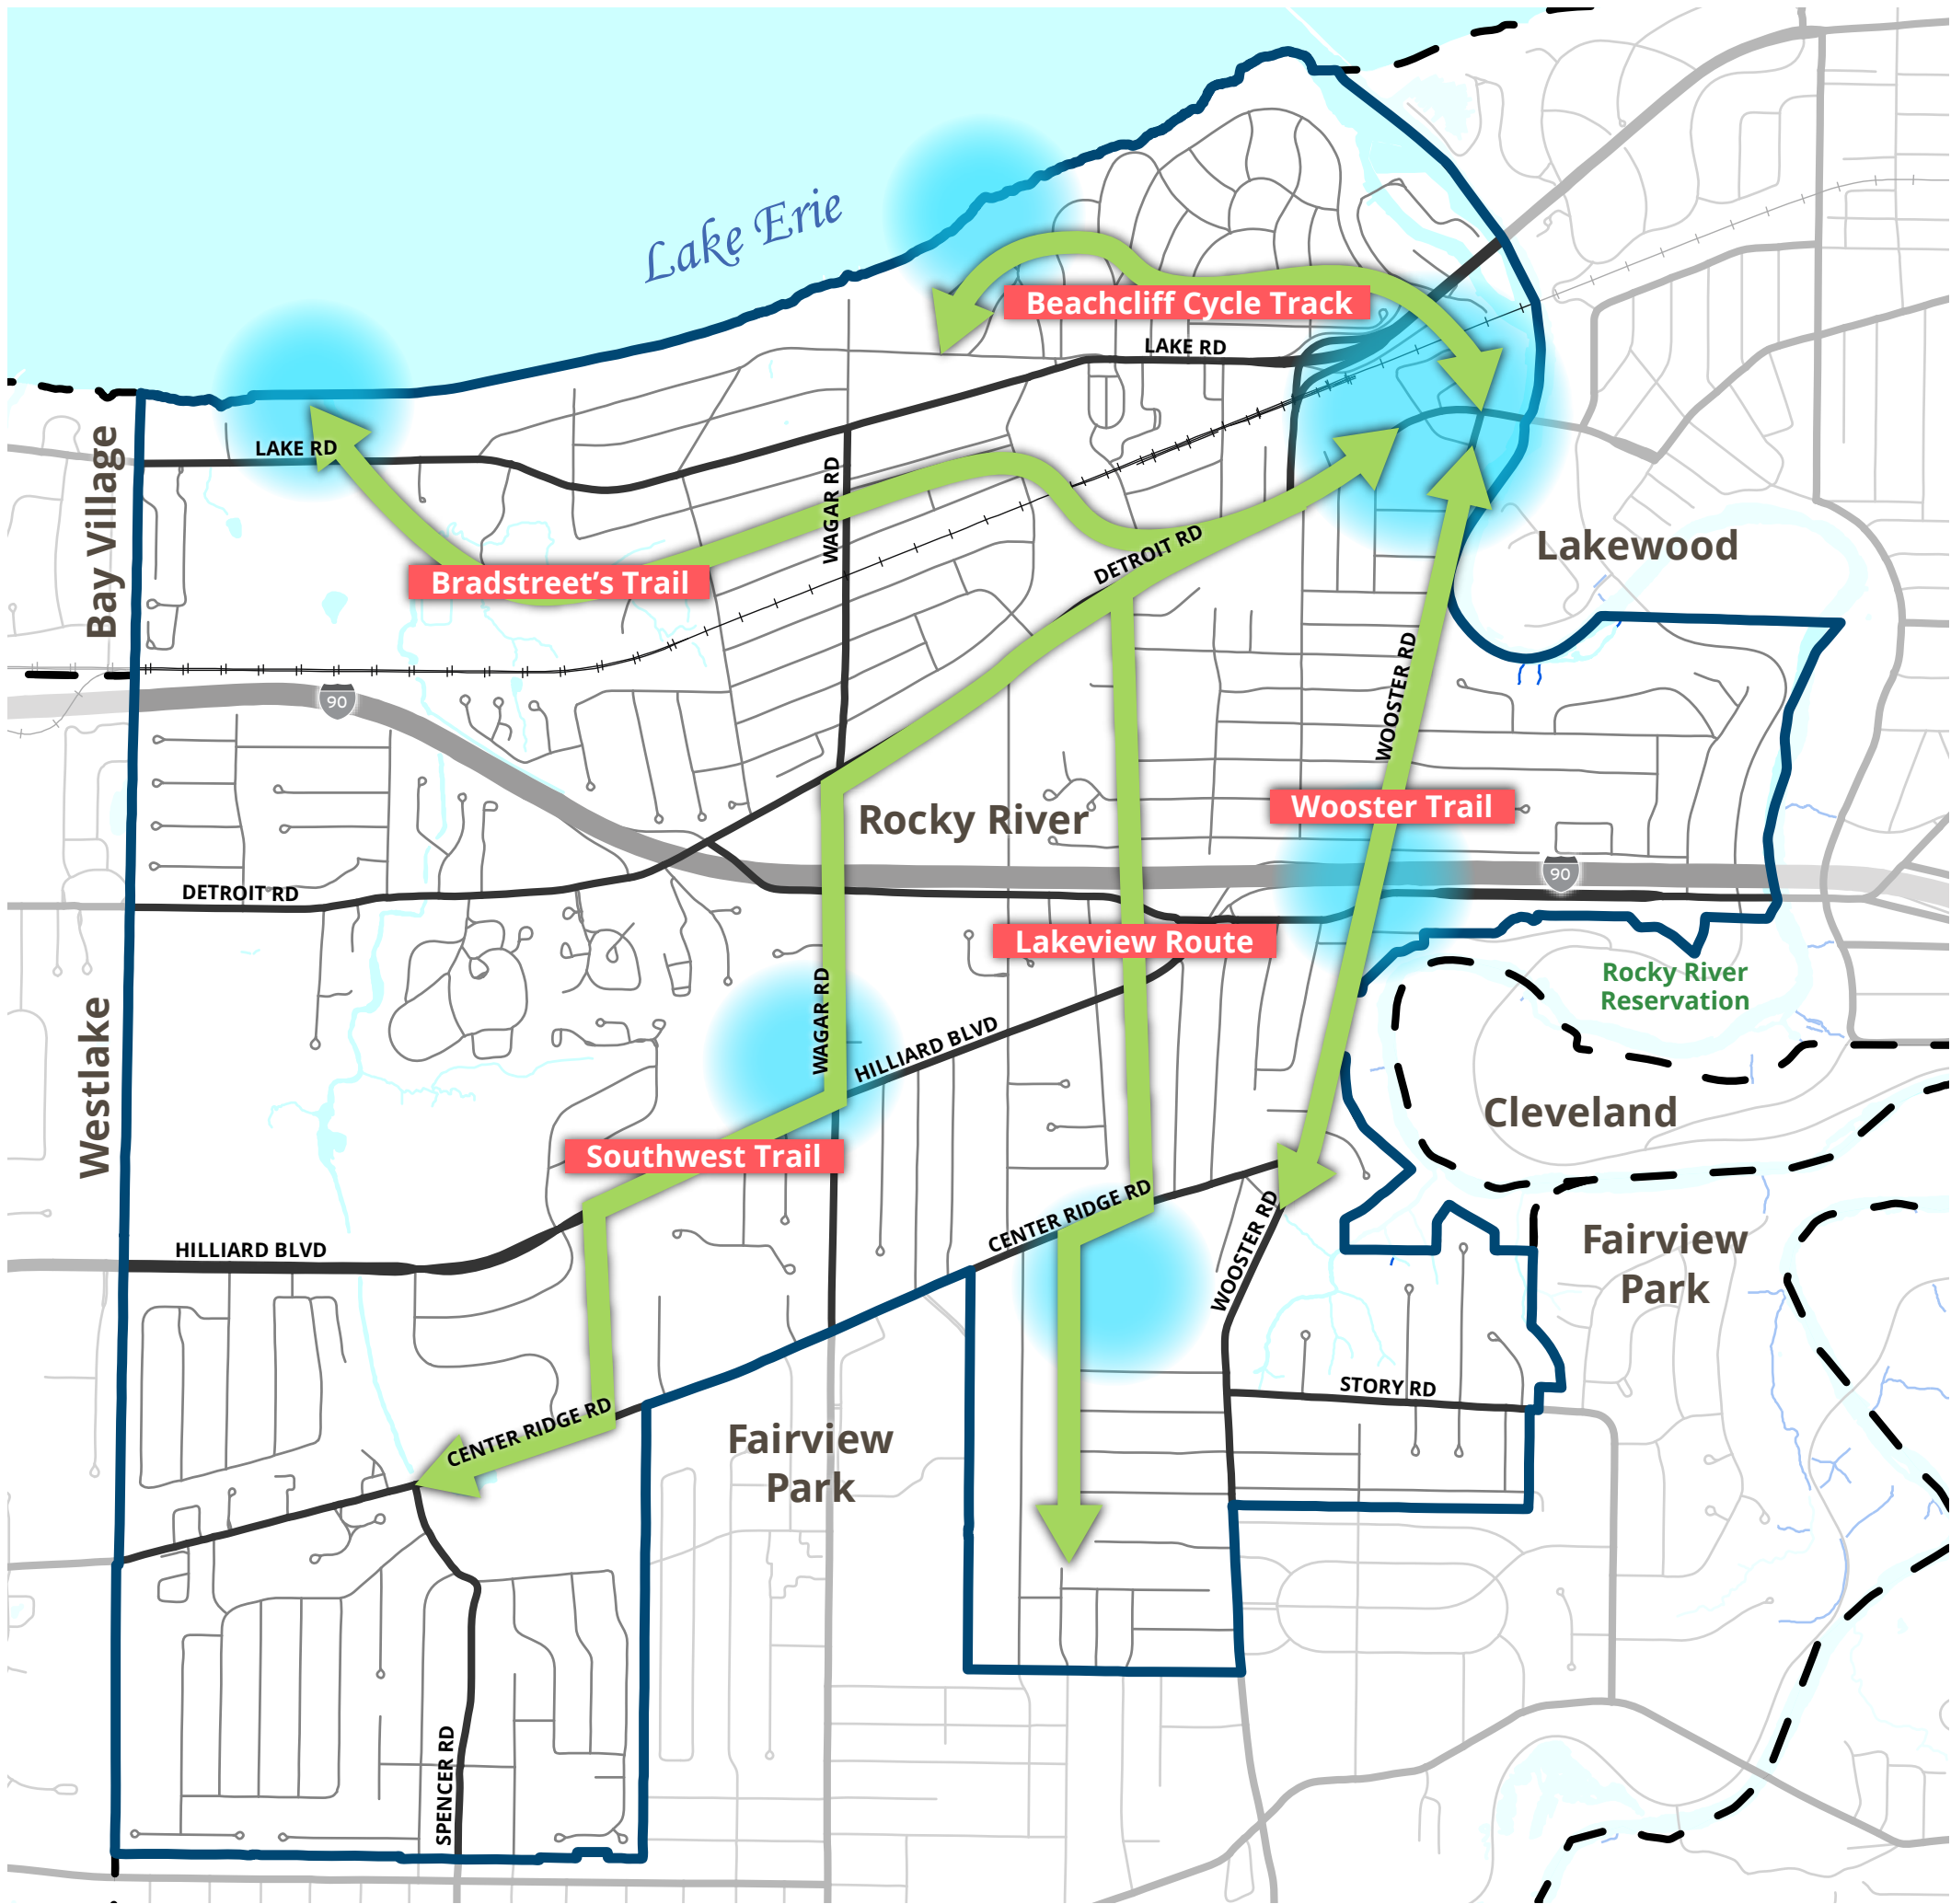 Lake Erie
Beachcliff Cycle Track
LAKE RD
LAKE RD
Bay Village
WAGAR RD
Lakewood
DETROIT RD
Bradstreet's Trail
WOOSTER RD
90
Wooster Trail
Rocky River
90
DETROIT RD
Lakeview Route
Rocky River
Reservation
WAGAR RD
HILLIARD BLVD
Westlake
Cleveland
Southwest Trail
CENTER RIDGE RD
WOOSTER RD
HILLIARD BLVD
Fairview
Park
STORY RD
CENTER RIDGE RD
Fairview
Park
SPENCER RD